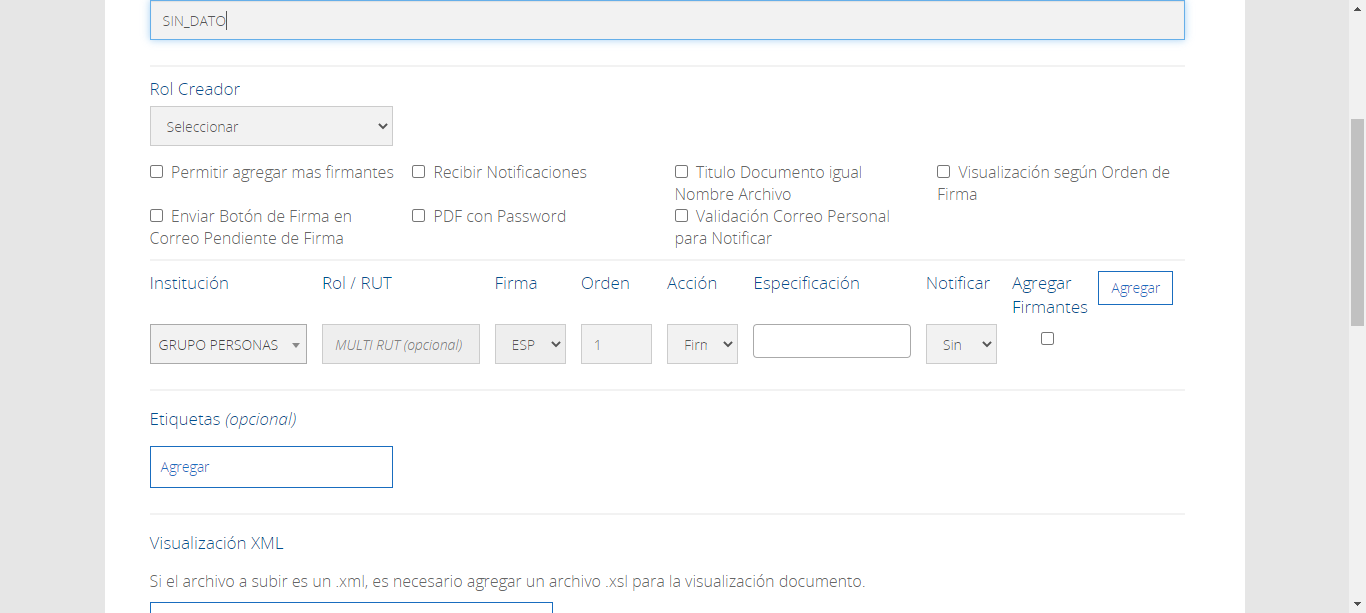 SIN_DATO
Rol Creador
Seleccionar
Permitir agregar mas firmantes
Recibir Notificaciones
Titulo Documento igual
Nombre Archivo
Visualización según Orden de
Firma
Enviar Botón de Firma en
Correo Pendiente de Firma
PDF con Password
Validación Correo Personal
para Notificar
Institución
Rol / RUT
Firma
Orden
Acción
Especificación
Notificar
Agregar
Firmantes
Agregar
GRUPO PERSONAS
MULTI RUT (opcional)
ESP
1
Firn
Sin
Etiquetas (opcional)
Agregar
Visualización XML
Si el archivo a subir es un .xml, es necesario agregar un archivo .xsl para la visualización documento.